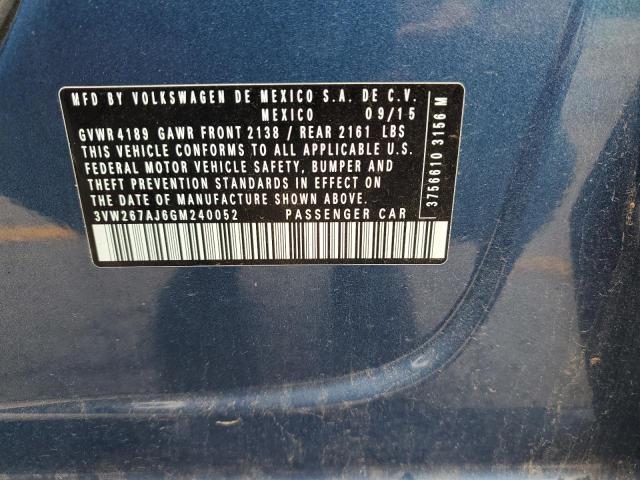 MFD BY VOLKSWAGEN DE MEXICO S.A. DE C.V.
MEXICO 09/15
GVWR 4189 GAWR FRONT 2138 / REAR 2161 LBS
THIS VEHICLE CONFORMS TO ALL APPLICABLE U.S.
FEDERAL MOTOR VEHICLE SAFETY, BUMPER AND
THEFT PREVENTION STANDARDS IN EFFECT ON
THE DATE OF MANUFACTURE SHOWN ABOVE.
3VW267AJ6GM240052 PASSENGER CAR
3756610 3156 M